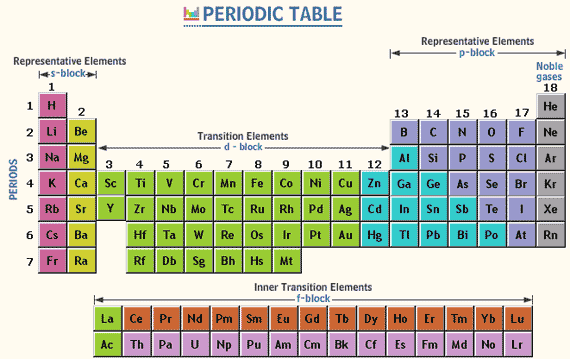 PERIODIC TABLE
Representative Elements
p-block
Representative Elements
s-block
Noble
gases
1 18
H He
1
2 13 14 15 16 17
2 Li Be B C N O F Ne
Transition Elements
d - block
3 Na Mg Al Si P S Cl Ar
3 4 5 6 7 8 9 10 11 12
4 K Ca Sc Ti V Cr Mn Fe Co Ni Cu Zn Ga Ge As Se Br Kr
5 Rb Sr Y Zr Nb Mo Tc Ru Rh Pd Ag Cd In Sn Sb Te I Xe
6 Cs Ba Hf Ta W Re Os Ir Pt Au Hg Tl Pb Bi Po At Rn
7 Fr Ra Rf Db Sg Bh Hs Mt
PERIODS
Inner Transition Elements
f-block
La Ce Pr Nd Pm Sm Eu Gd Tb Dy Ho Er Tm Yb Lu
Ac Th Pa U Np Pu Am Cm Bk Cf Es Fm Md No Lr